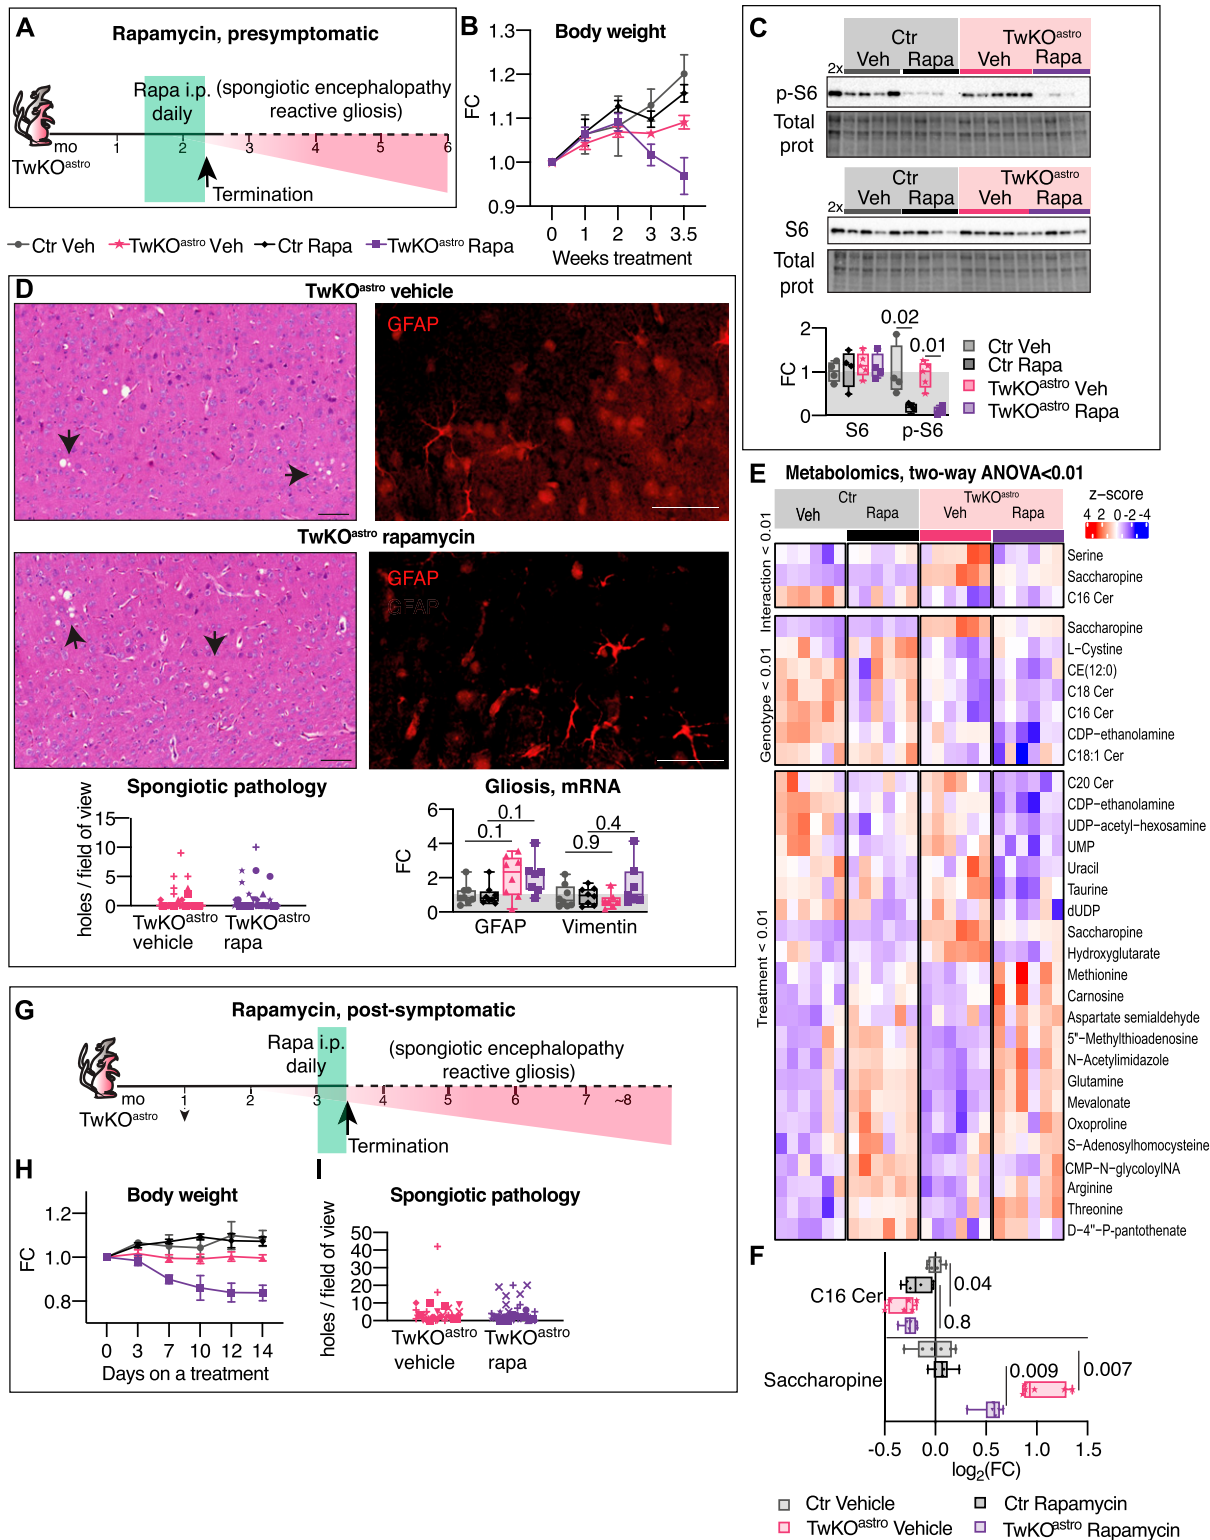 A
Rapamycin, presymptomatic
Rapa i.p.
daily
(spongiotic encephalopathy
reactive gliosis)
mo
1
2
3
4
5
6
TwKOastro
Termination
B
Body weight
FC
1.3
1.2
1.1
1.0
0.9
0
1
2
3
3.5
Weeks treatment
Ctr Veh
TwKOastro Veh
Ctr Rapa
TwKOastro Rapa
C
Ctr
TwKOastro
2x
Veh
Rapa
Veh
Rapa
p-S6
Total
prot
Ctr
TwKOastro
2x
Veh
Rapa
Veh
Rapa
S6
Total
prot
FC
2
1
0
0.02
0.01
S6
p-S6
Ctr Veh
Ctr Rapa
TwKOastro Veh
TwKOastro Rapa
D
TwKOastro vehicle
GFAP
TwKOastro rapamycin
GFAP
GFAP
Spongiotic pathology
holes / field of view
15
10
5
0
TwKOastro
vehicle
TwKOastro
rapa
Gliosis, mRNA
FC
6
4
2
0
0.1
0.1
0.4
0.9
GFAP
Vimentin
E
Metabolomics, two-way ANOVA<0.01
Ctr
TwKOastro
Veh
Rapa
Veh
Rapa
z-score
4 2 0 -2 -4
Interaction < 0.01
Serine
Saccharopine
C16 Cer
Genotype < 0.01
Saccharopine
L−Cystine
CE(12:0)
C18 Cer
C16 Cer
CDP−ethanolamine
C18:1 Cer
Treatment < 0.01
C20 Cer
CDP−ethanolamine
UDP−acetyl−hexosamine
UMP
Uracil
Taurine
dUDP
Saccharopine
Hydroxyglutarate
Methionine
Carnosine
Aspartate semialdehyde
5"−Methylthioadenosine
N−Acetylimidazole
Glutamine
Mevalonate
Oxoproline
S−Adenosylhomocysteine
CMP−N−glycoloylNA
Arginine
Threonine
D−4"−P−pantothenate
F
C16 Cer
0.04
0.8
Saccharopine
0.009
0.007
-0.5
0.0
0.5
1.0
1.5
log2(FC)
Ctr Vehicle
Ctr Rapamycin
TwKOastro Vehicle
TwKOastro Rapamycin
G
Rapamycin, post-symptomatic
Rapa i.p.
daily
(spongiotic encephalopathy
reactive gliosis)
mo
1
2
3
4
5
6
7
~8
TwKOastro
Termination
H
Body weight
FC
1.2
1.0
0.8
0
3
7
10
12
14
Days on a treatment
I
Spongiotic pathology
holes / field of view
50
40
30
20
10
0
TwKOastro
vehicle
TwKOastro
rapa